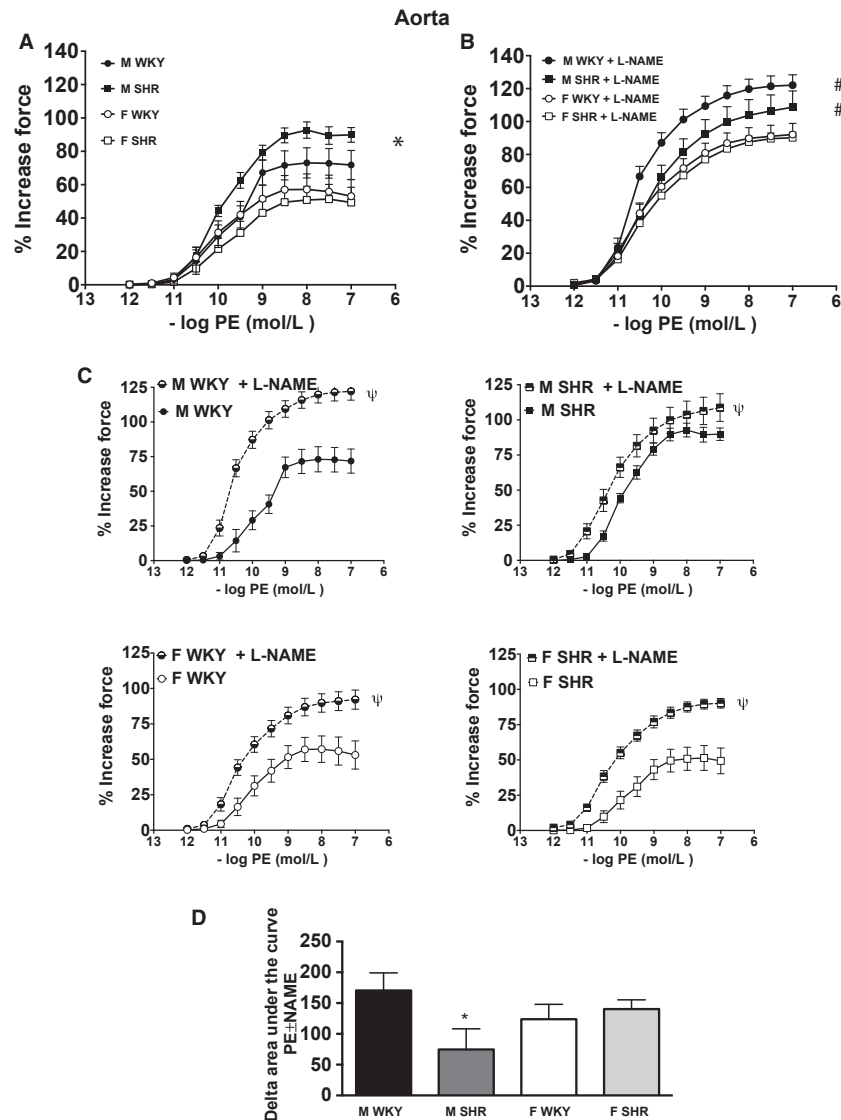 Aorta
A
M WKY
M SHR
F WKY
F SHR
140
120
100
80
60
40
20
0
% Increase force
13 12 11 10 9 8 7 6
- log PE (mol/L )
*
B
M WKY + L-NAME
M SHR + L-NAME
F WKY + L-NAME
F SHR + L-NAME
140
120
100
80
60
40
20
0
% Increase force
13 12 11 10 9 8 7 6
- log PE (mol/L )
#
#
C
M WKY + L-NAME
M WKY
125
100
75
50
25
0
% Increase force
13 12 11 10 9 8 7 6
- log PE (mol/L )
ψ
M SHR + L-NAME
M SHR
125
100
75
50
25
0
% Increase force
13 12 11 10 9 8 7 6
- log PE (mol/L )
ψ
F WKY + L-NAME
F WKY
125
100
75
50
25
0
% Increase force
13 12 11 10 9 8 7 6
- log PE (mol/L )
ψ
F SHR + L-NAME
F SHR
125
100
75
50
25
0
% Increase force
13 12 11 10 9 8 7 6
- log PE (mol/L )
ψ
D
Delta area under the curve
PE±NAME
250
200
150
100
50
0
*
M WKY M SHR F WKY F SHR